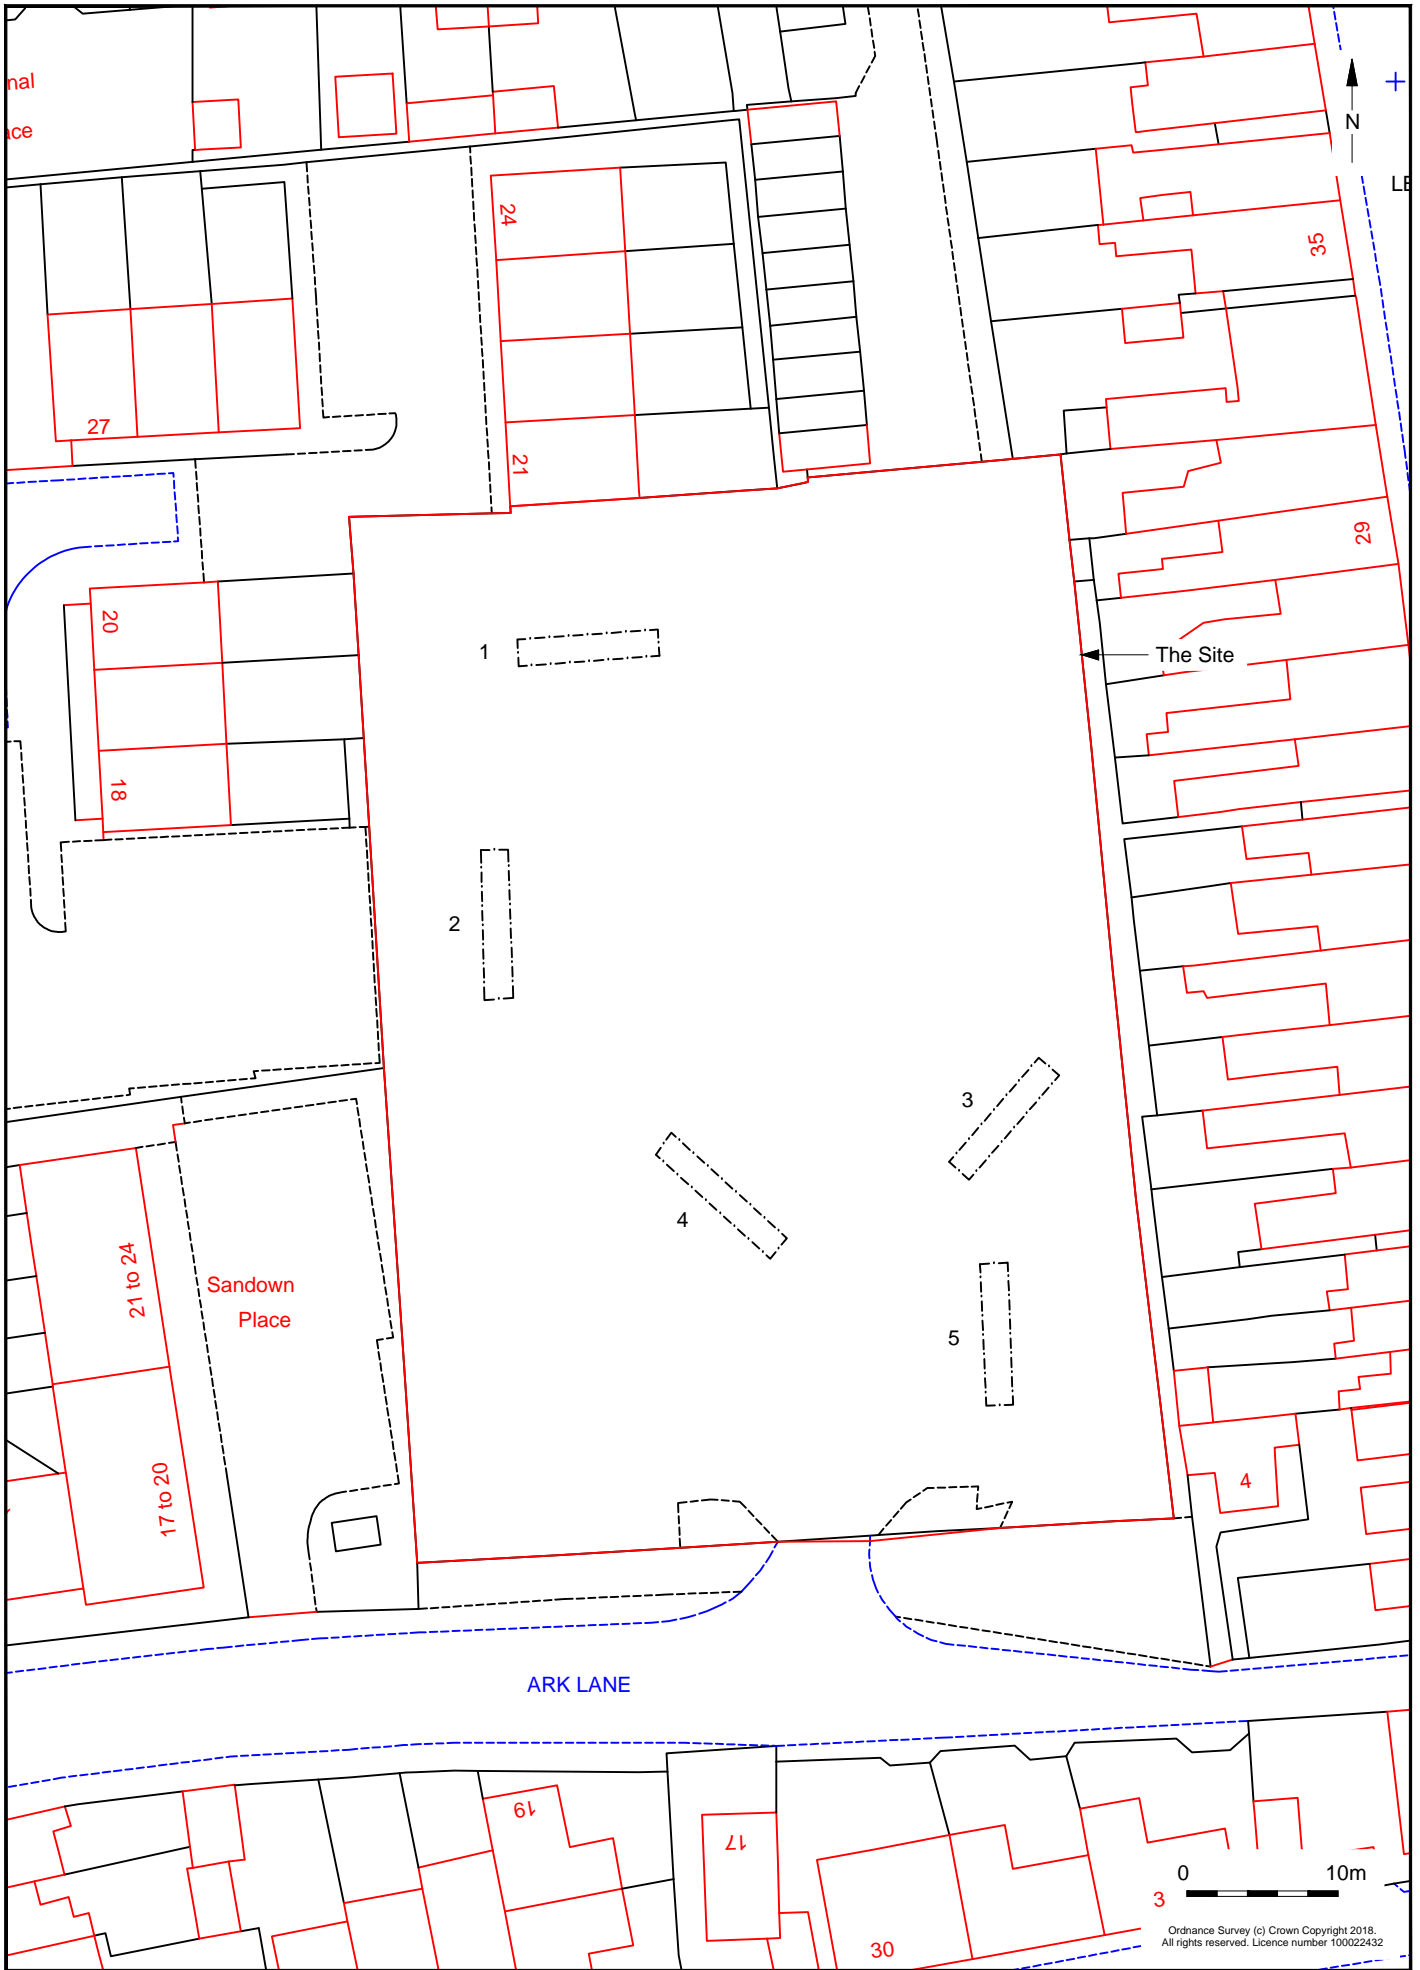 nal
ace
N
LE
24
35
27
21
29
20
1
The Site
18
2
3
4
21 to 24
Sandown
Place
5
17 to 20
4
ARK LANE
19
17
0 10m
3
30
Ordnance Survey (c) Crown Copyright 2018.
All rights reserved. Licence number 100022432